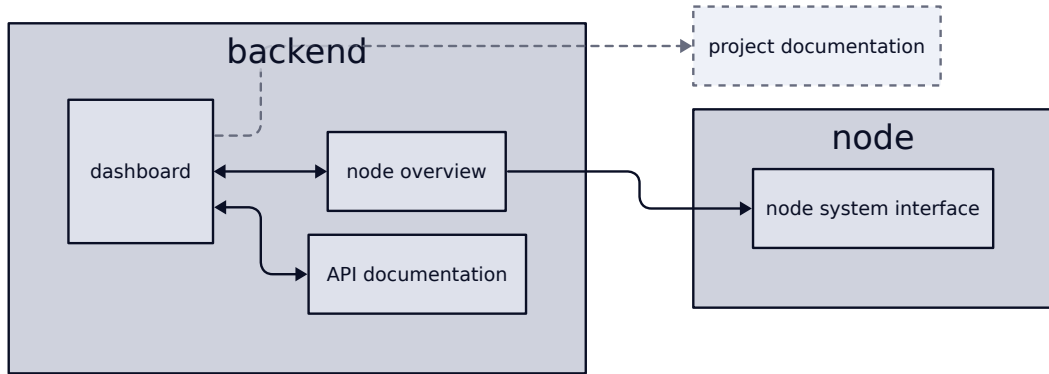 backend
project documentation
dashboard
node overview
API documentation
node
node system interface